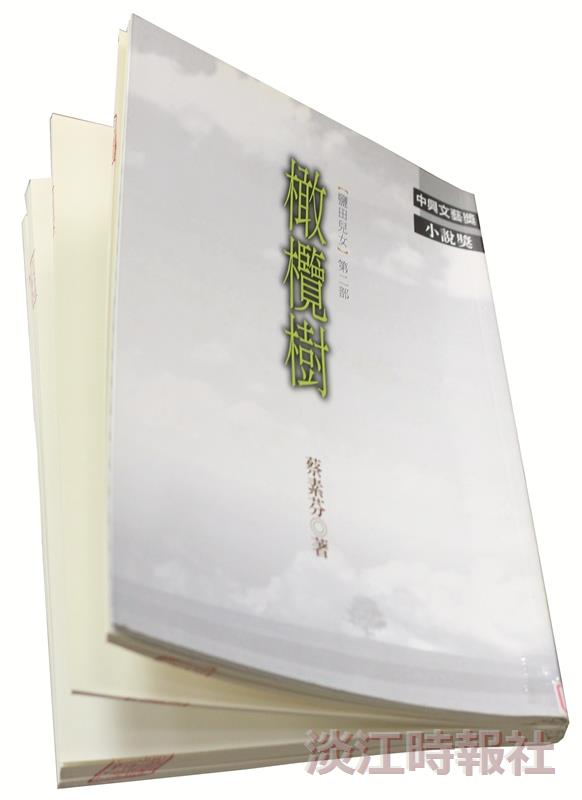 中興文藝獎
小說獎
【鹽田兒女】第二部
橄欖樹
蔡素芬◎著
淡江時報社